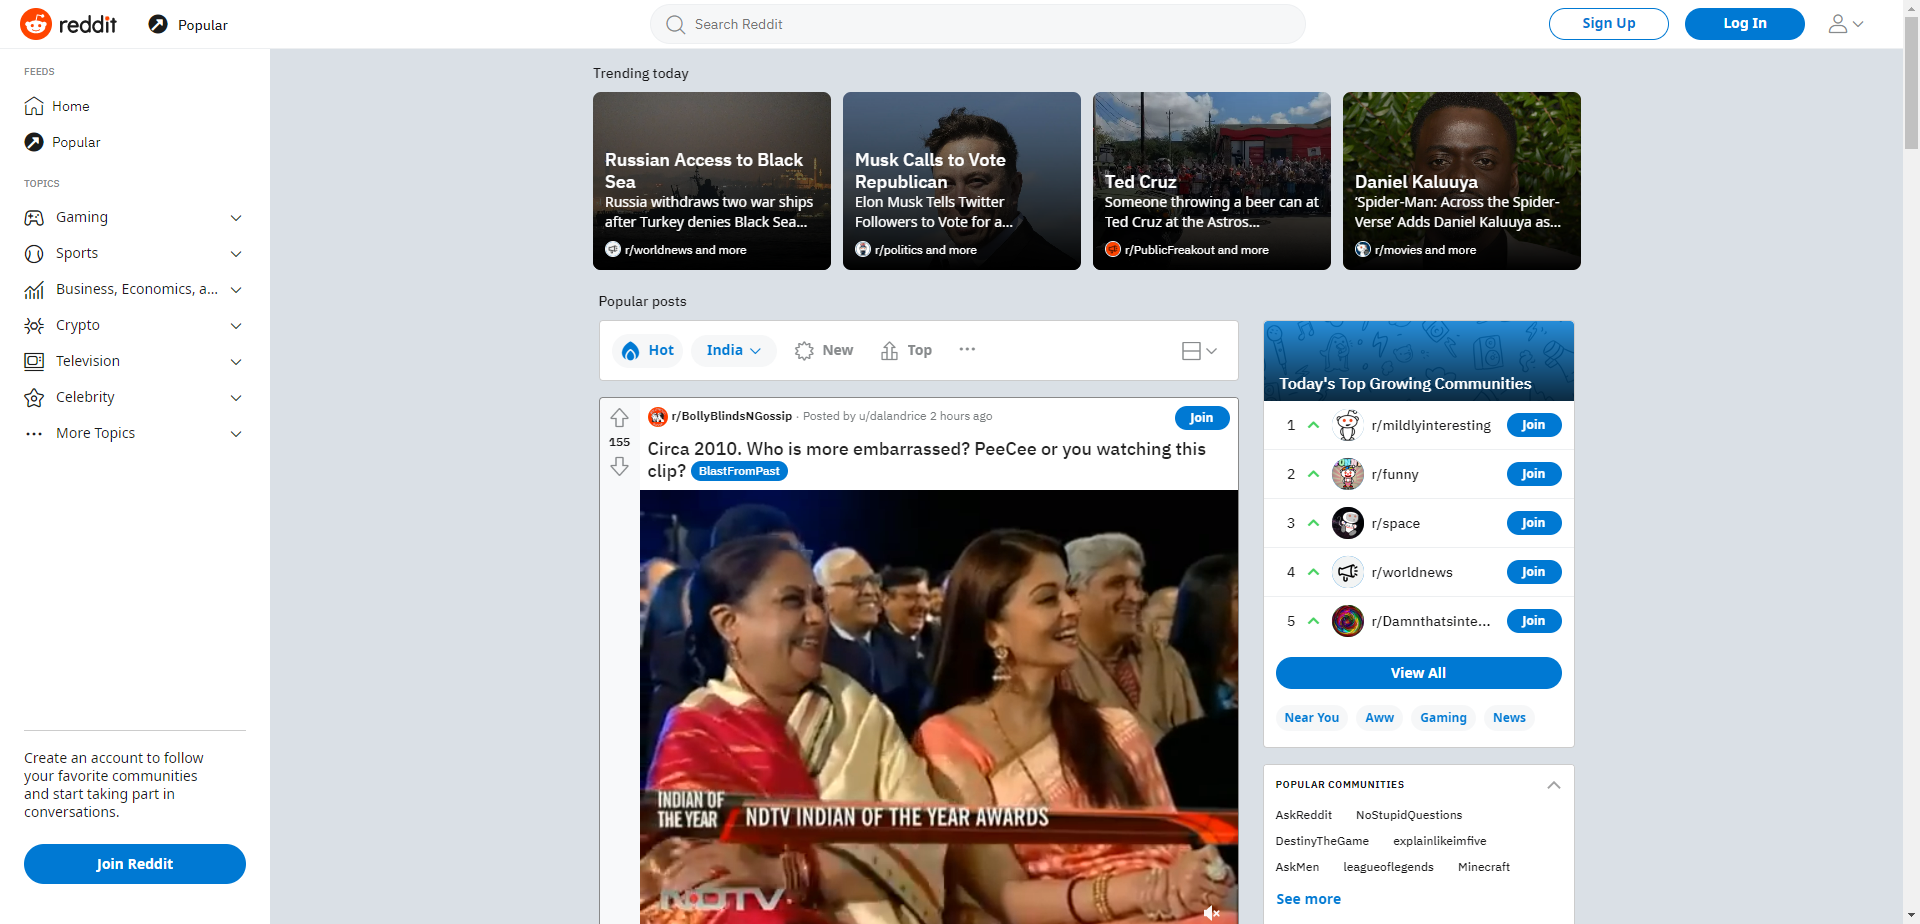 reddit
Popular
Search Reddit
Sign Up
Log In
FEEDS
Home
Popular
TOPICS
Gaming
Sports
Business, Economics, a...
Crypto
Television
Celebrity
More Topics
Create an account to follow
your favorite communities
and start taking part in
conversations.
Join Reddit
Trending today
Russian Access to Black
Sea
Russia withdraws two war ships
after Turkey denies Black Sea...
r/worldnews and more
Musk Calls to Vote
Republican
Elon Musk Tells Twitter
Followers to Vote for a...
r/politics and more
Ted Cruz
Someone throwing a beer can at
Ted Cruz at the Astros...
r/PublicFreakout and more
Daniel Kaluuya
‘Spider-Man: Across the Spider-
Verse’ Adds Daniel Kaluuya as...
r/movies and more
Popular posts
Hot
India
New
Top
r/BollyBlindsNGossip · Posted by u/dalandrice 2 hours ago
Join
155
Circa 2010. Who is more embarrassed? PeeCee or you watching this
clip? BlastFromPast
INDIAN OF
THE YEAR
NDTV INDIAN OF THE YEAR AWARDS
NDTV
Today's Top Growing Communities
1 r/mildlyinteresting Join
2 r/funny Join
3 r/space Join
4 r/worldnews Join
5 r/Damnthatsinte... Join
View All
Near You Aww Gaming News
POPULAR COMMUNITIES
AskReddit NoStupidQuestions
DestinyTheGame explainlikeimfive
AskMen leagueoflegends Minecraft
See more